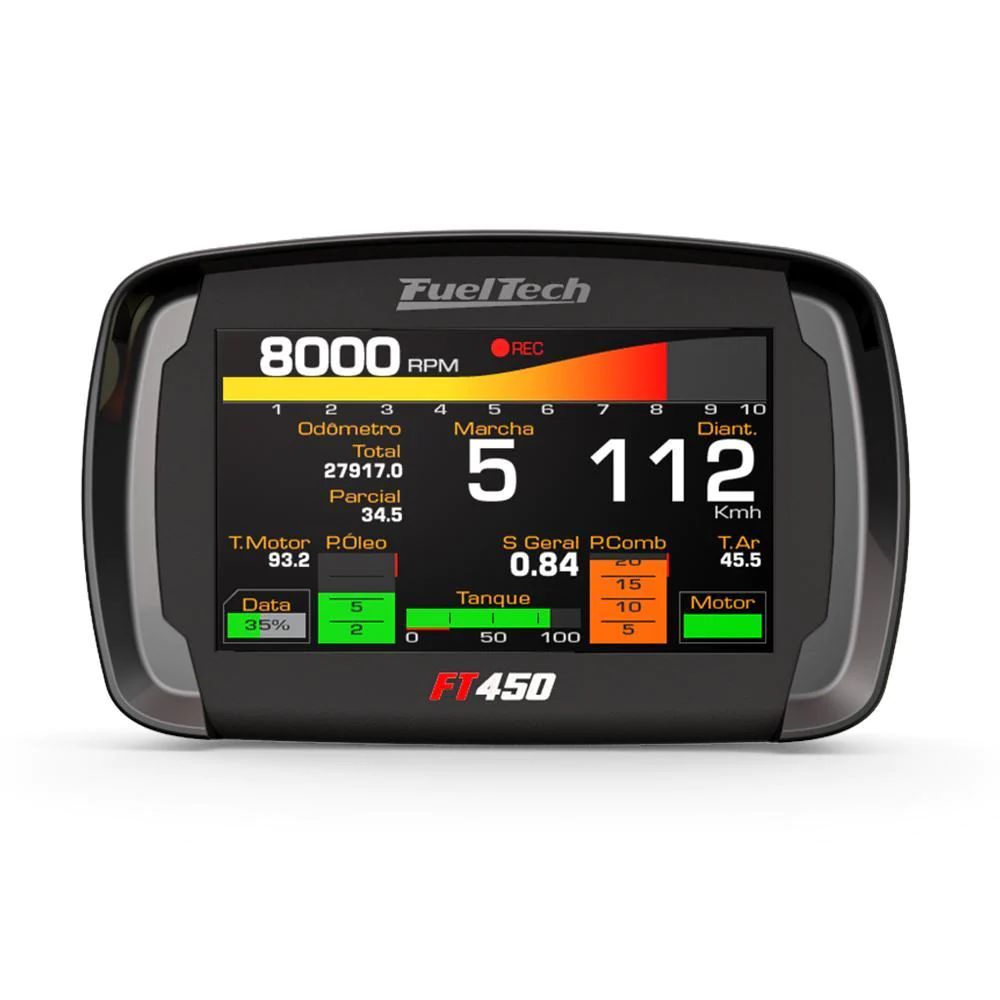 FuelTech
8000 RPM
REC
1 2 3 4 5 6 7 8 9 10
Odômetro
Total
27917.0
Parcial
34.5
Marcha
5
Diant.
112
Kmh
T.Motor
93.2
P.Óleo
5
2
S Geral
0.84
P.Comb
20
15
10
5
T.Ar
45.5
Data
35%
Tanque
0 50 100
Motor
FT450